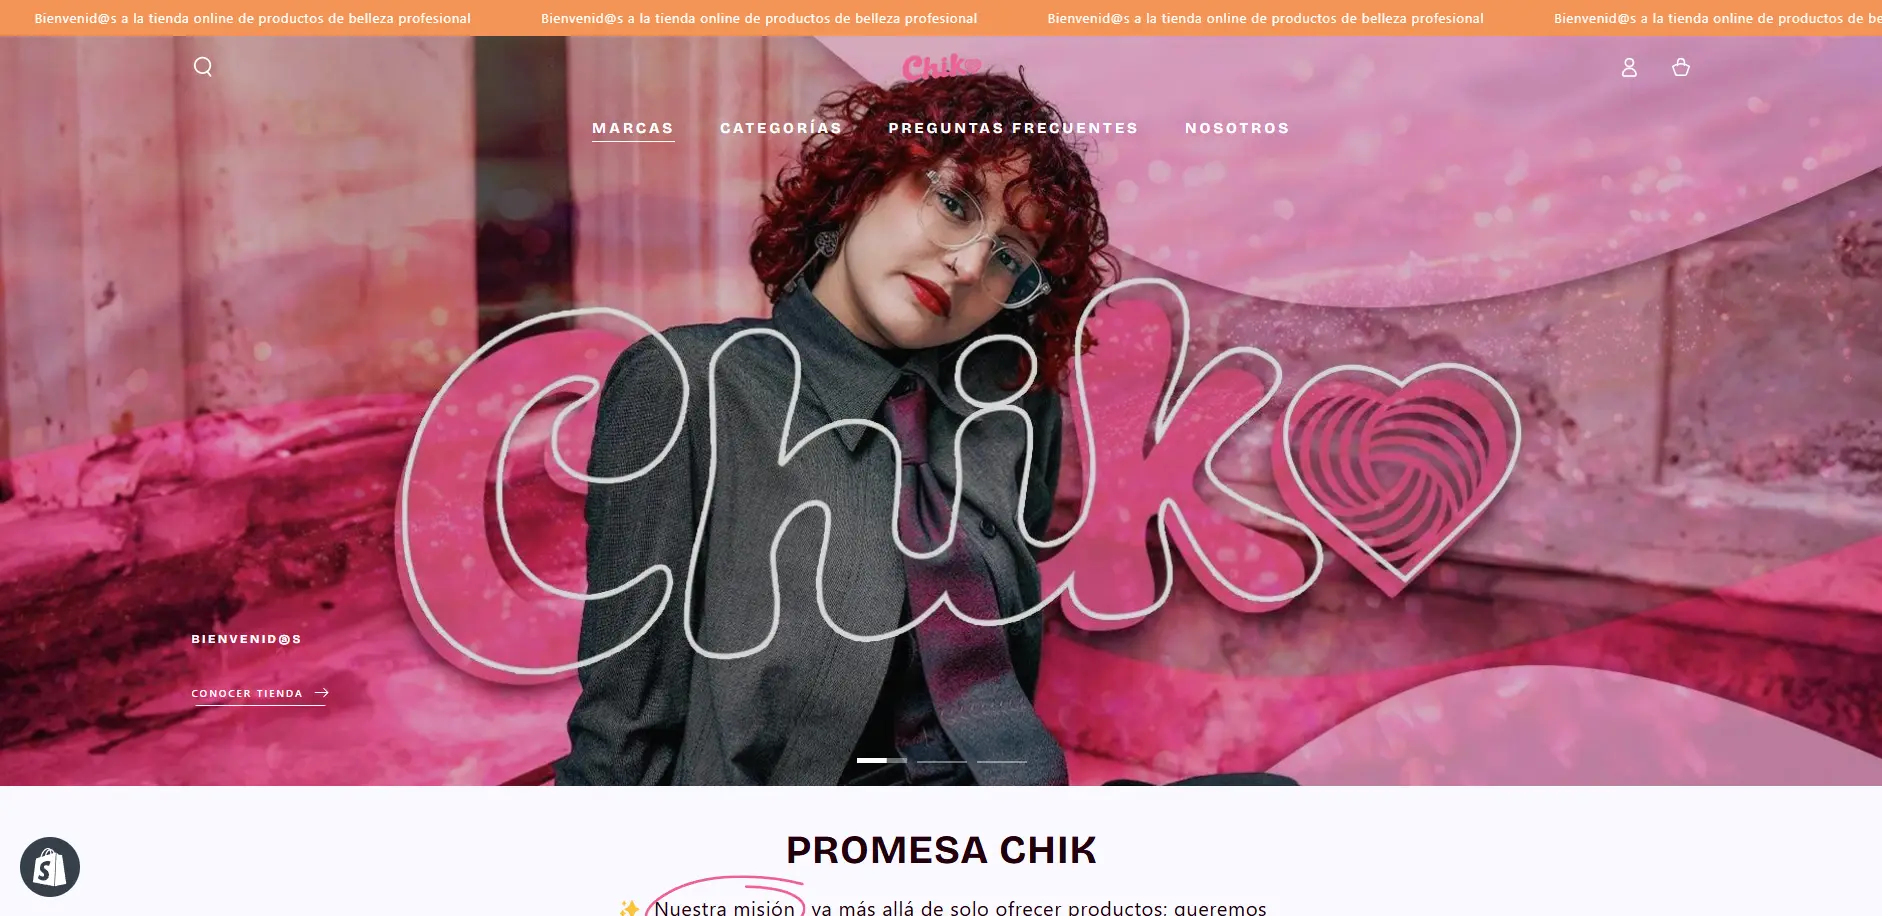 Bienvenid@s a la tienda online de productos de belleza profesional Bienvenid@s a la tienda online de productos de belleza profesional Bienvenid@s a la tienda online de productos de belleza profesional Bienvenid@s a la tienda online de productos de be
Chik
MARCAS CATEGORÍAS PREGUNTAS FRECUENTES NOSOTROS
Chik
BIENVENID@S
CONOCER TIENDA
PROMESA CHIK
Nuestra misión va más allá de solo ofrecer productos: queremos